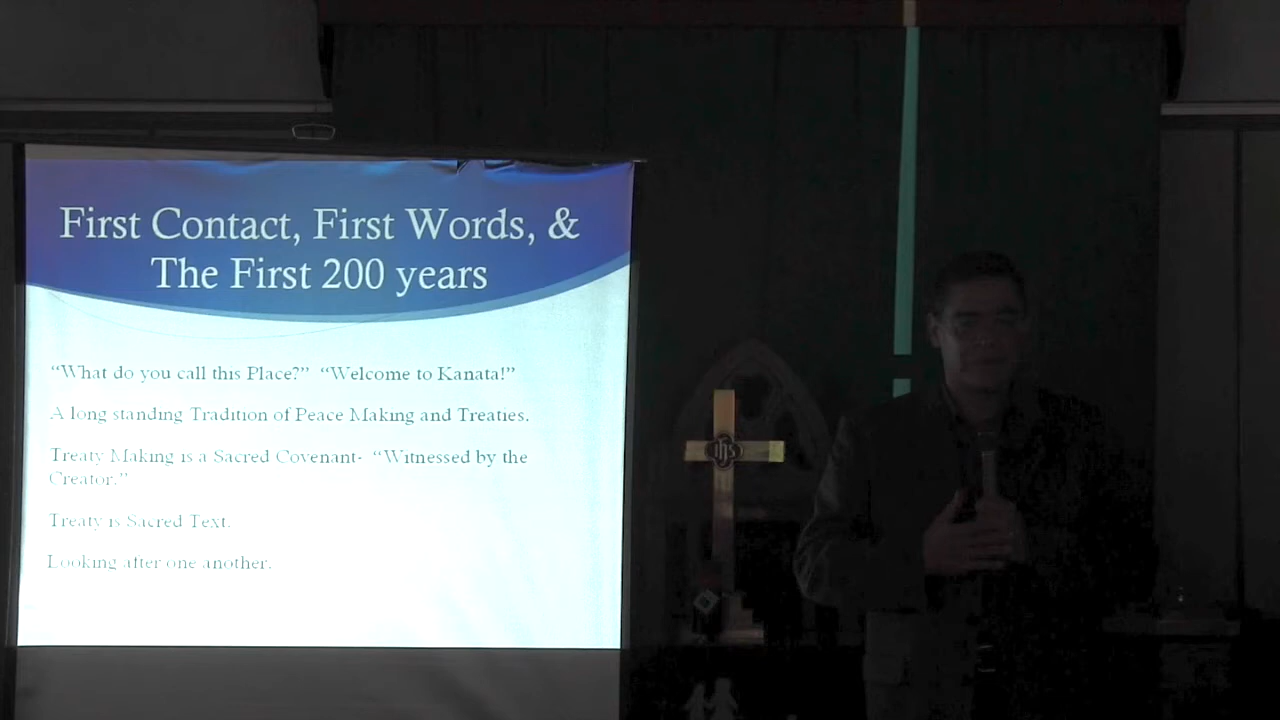 First Contact, First Words, &
The First 200 years
“What do you call this Place?” “Welcome to Kanata!”
A long standing Tradition of Peace Making and Treaties.
Treaty Making is a Sacred Covenant- “Witnessed by the
Creator.”
Treaty is Sacred Text.
Looking after one another.
IHS